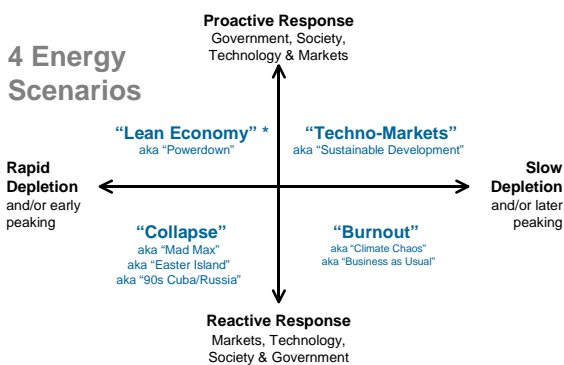 Proactive Response
Government, Society,
Technology & Markets
4 Energy
Scenarios
“Lean Economy” *
aka “Powerdown”
“Techno-Markets”
aka “Sustainable Development”
Rapid
Depletion
and/or early
peaking
Slow
Depletion
and/or later
peaking
“Collapse”
aka “Mad Max”
aka “Easter Island”
aka “90s Cuba/Russia”
“Burnout”
aka “Climate Chaos”
aka “Business as Usual”
Reactive Response
Markets, Technology,
Society & Government